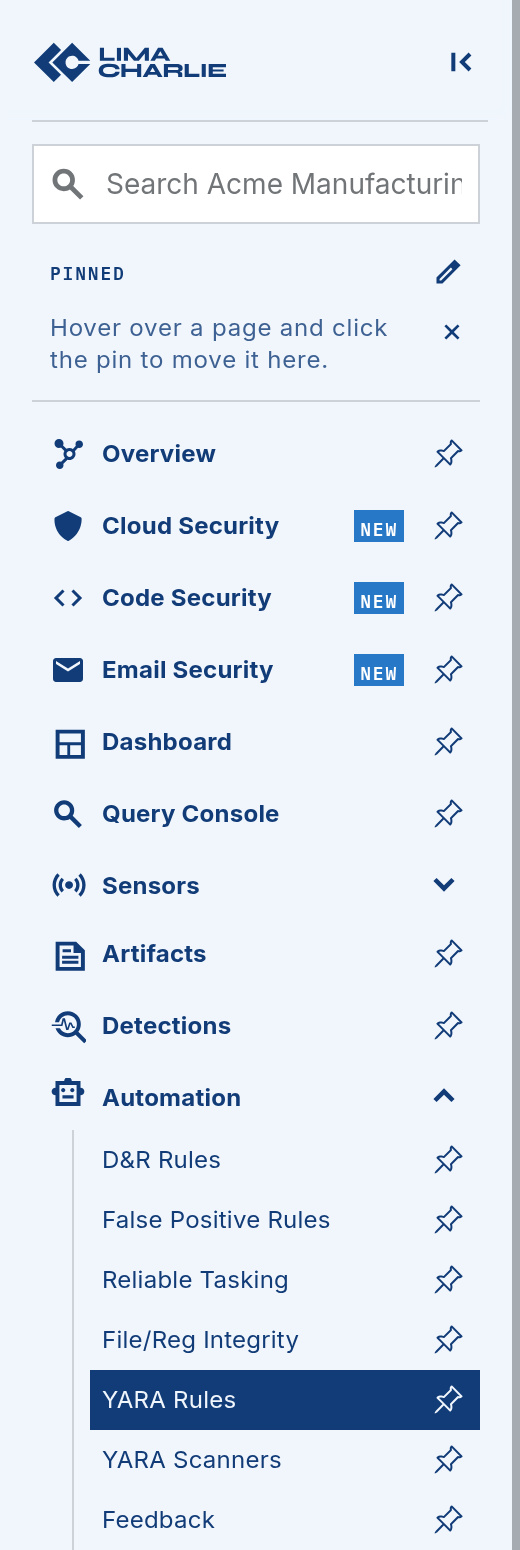 LIMA
CHARLIE
Search Acme Manufacturin
PINNED
Hover over a page and click
the pin to move it here.
Overview
Cloud Security NEW
Code Security NEW
Email Security NEW
Dashboard
Query Console
Sensors
Artifacts
Detections
Automation
D&R Rules
False Positive Rules
Reliable Tasking
File/Reg Integrity
YARA Rules
YARA Scanners
Feedback